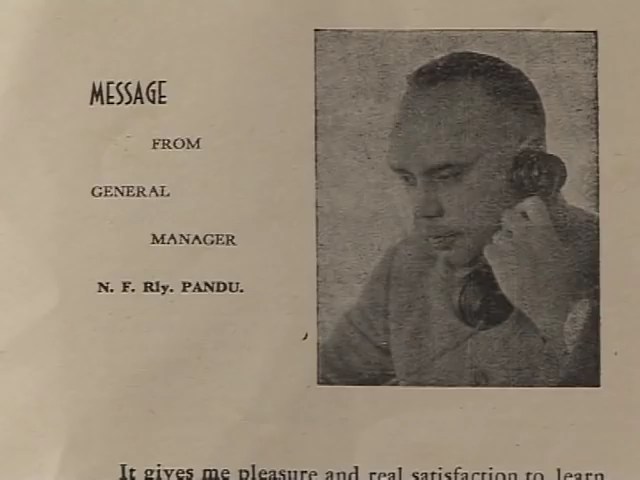 MESSAGE
FROM
GENERAL
MANAGER
N. F. Rly. PANDU.
It gives me pleasure and real satisfaction to learn